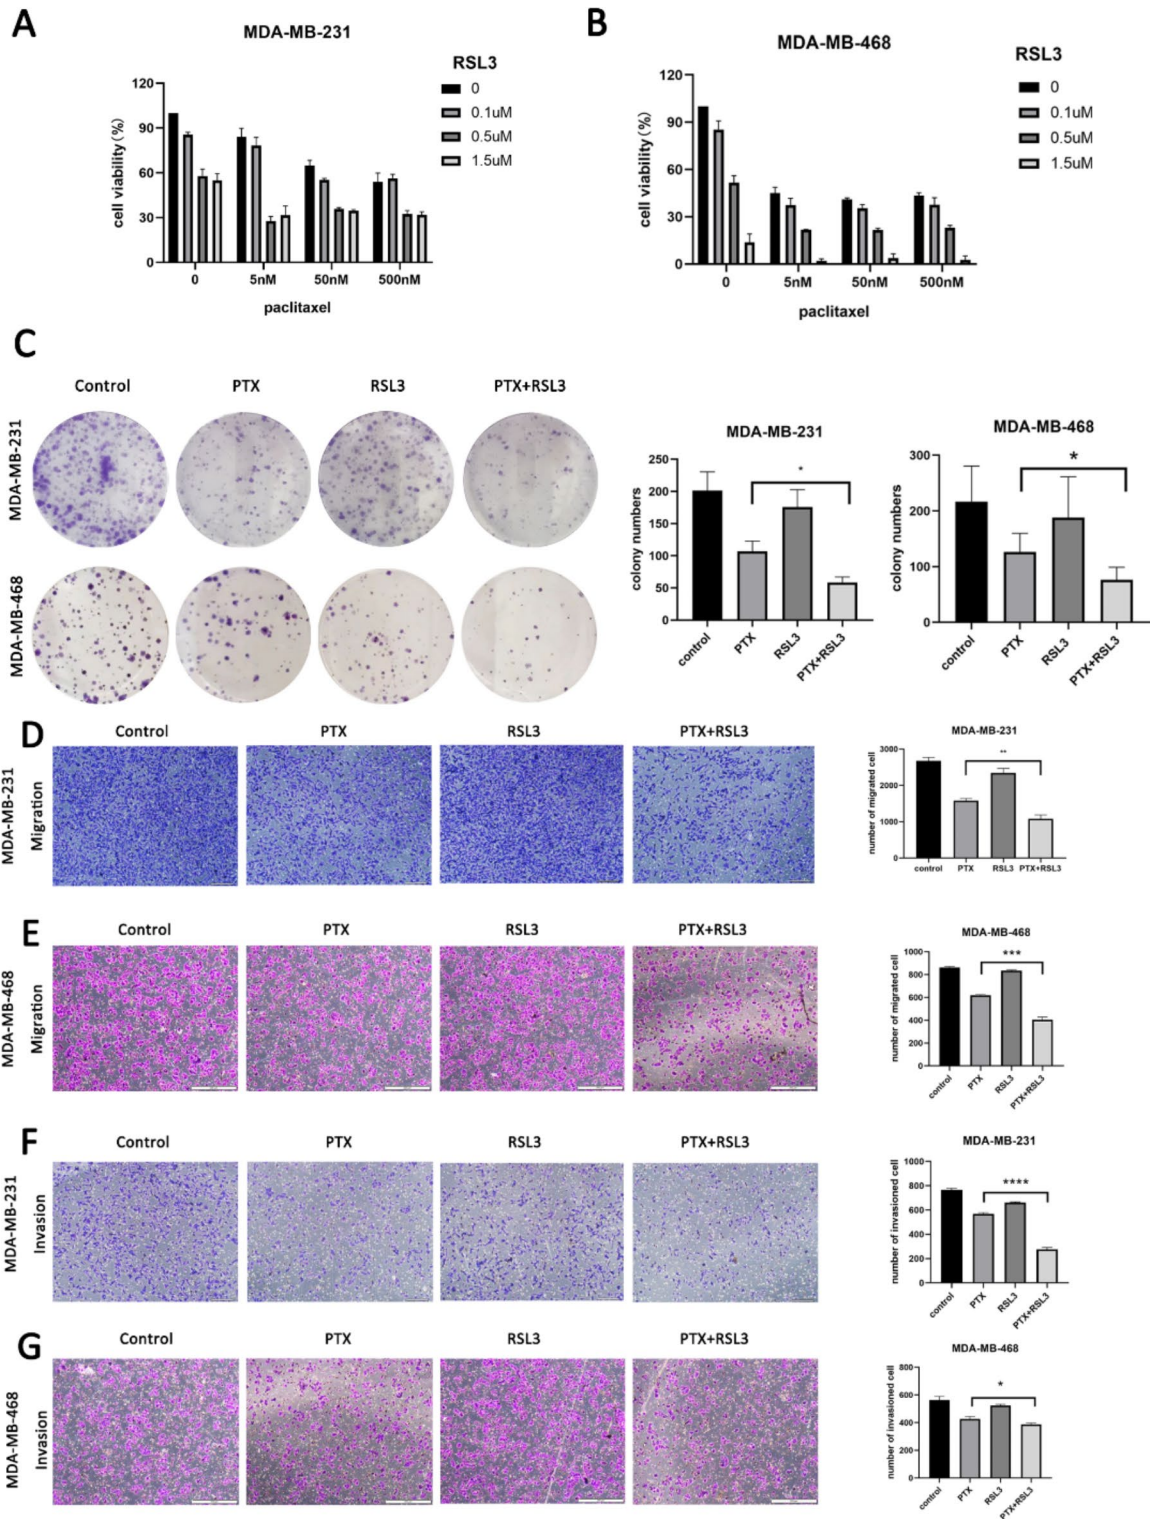 A
MDA-MB-231
RSL3
0
0.1uM
0.5uM
1.5uM
cell viability (%)
120
90
60
30
0
0 5nM 50nM 500nM
paclitaxel
B
MDA-MB-468
RSL3
0
0.1uM
0.5uM
1.5uM
cell viability (%)
120
90
60
30
0
0 5nM 50nM 500nM
paclitaxel
C
Control PTX RSL3 PTX+RSL3
MDA-MB-231
MDA-MB-468
MDA-MB-231
colony numbers
250
200
150
100
50
0
*
control PTX RSL3 PTX+RSL3
MDA-MB-468
colony numbers
300
200
100
0
*
control PTX RSL3 PTX+RSL3
D
Control PTX RSL3 PTX+RSL3
MDA-MB-231
Migration
MDA-MB-231
number of migrated cell
3000
2000
1000
0
**
control PTX RSL3 PTX+RSL3
E
Control PTX RSL3 PTX+RSL3
MDA-MB-468
Migration
MDA-MB-468
number of migrated cell
1000
800
600
400
200
0
***
control PTX RSL3 PTX+RSL3
F
Control PTX RSL3 PTX+RSL3
MDA-MB-231
Invasion
MDA-MB-231
number of invasioned cell
1000
800
600
400
200
0
****
control PTX RSL3 PTX+RSL3
G
Control PTX RSL3 PTX+RSL3
MDA-MB-468
Invasion
MDA-MB-468
number of invasioned cell
800
600
400
200
0
*
control PTX RSL3 PTX+RSL3